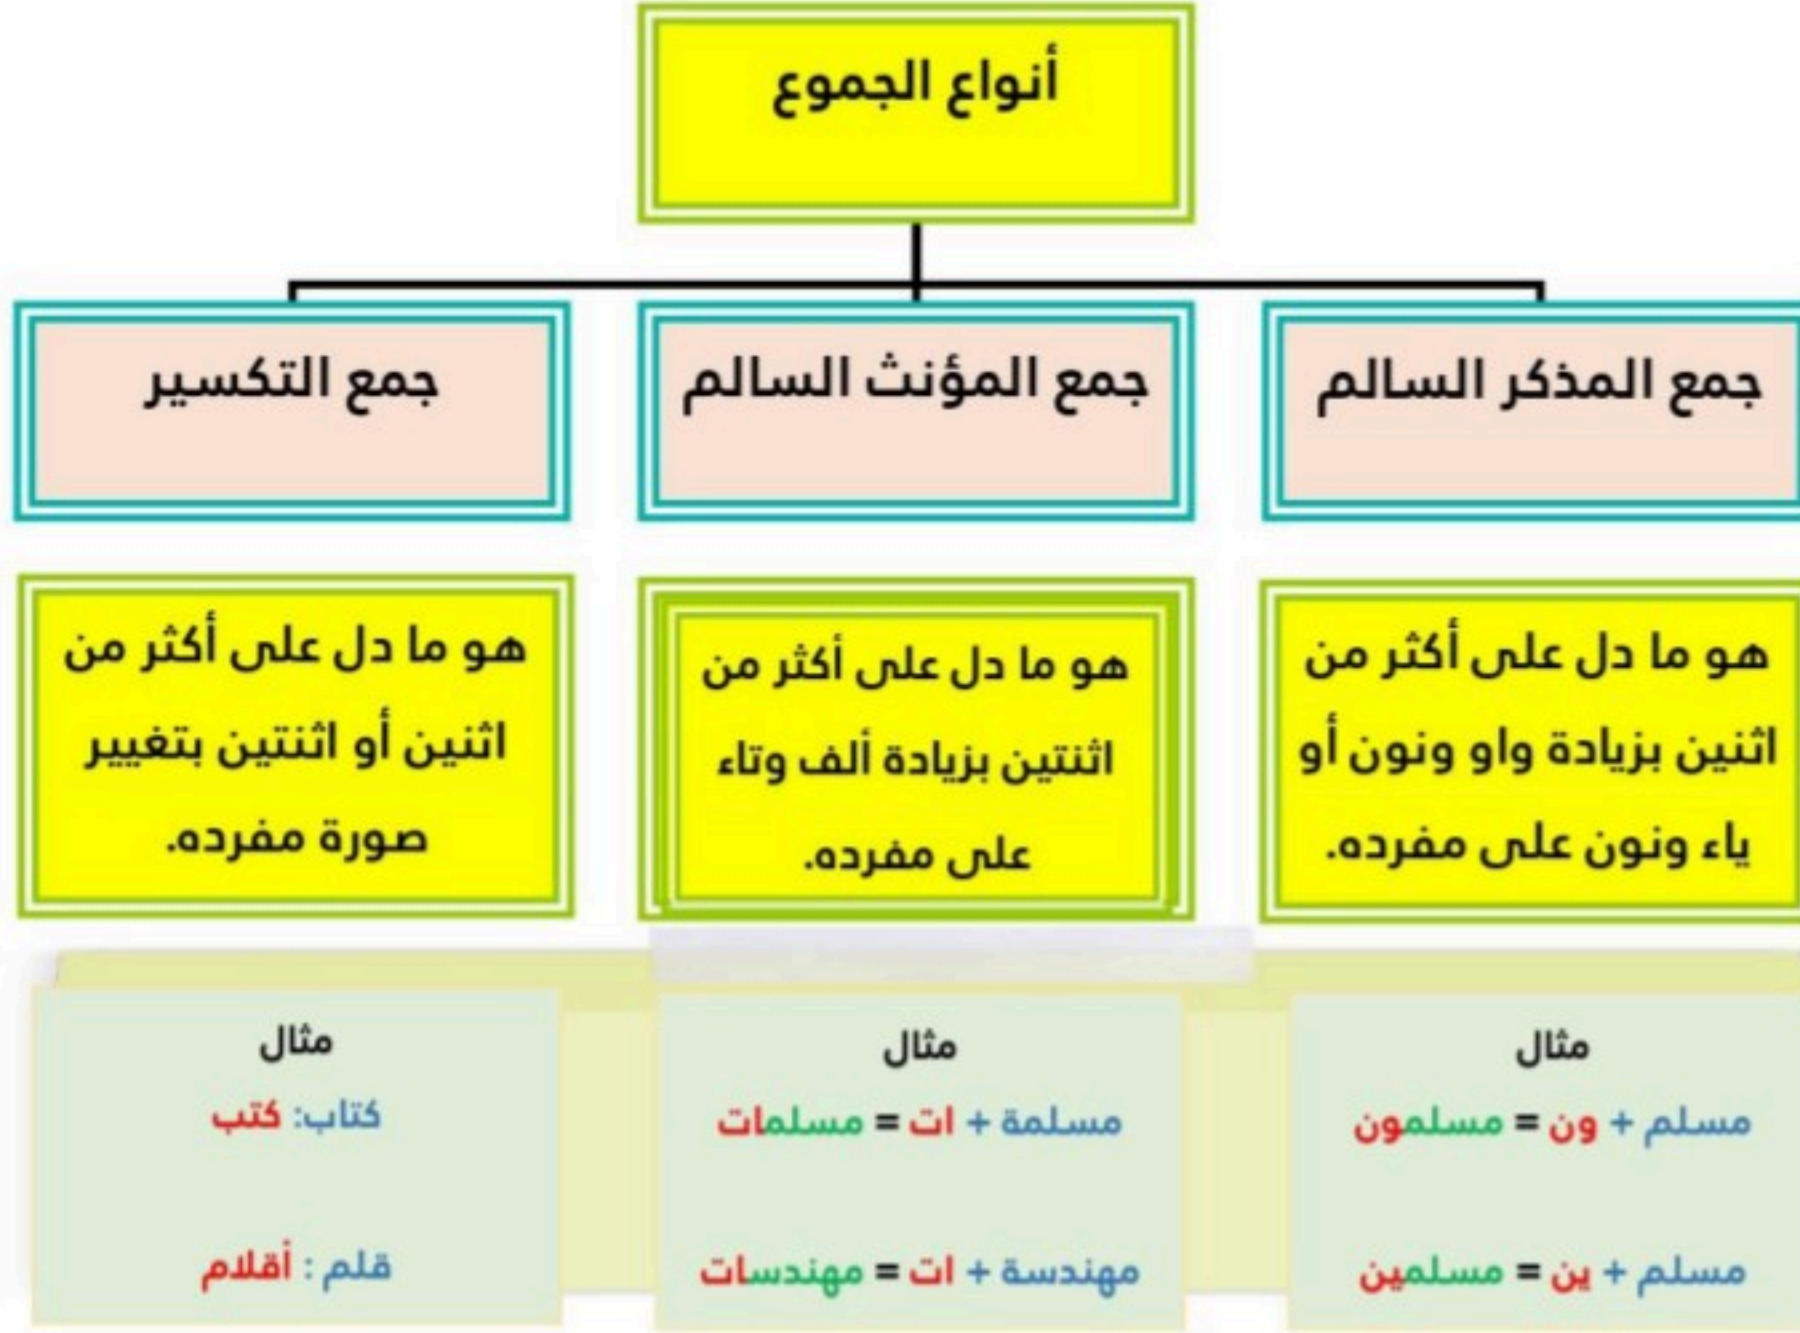 أنواع الجموع
جمع المذكر السالم
جمع المؤنث السالم
جمع التكسير
هو ما دل على أكثر من
اثنين بزيادة واو ونون أو
ياء ونون على مفرده.
هو ما دل على أكثر من
اثنتين بزيادة ألف وتاء
على مفرده.
هو ما دل على أكثر من
اثنين أو اثنتين بتغيير
صورة مفرده.
مثال
مسلم + ون = مسلمون
مسلم + ين = مسلمين
مثال
مسلمة + ات = مسلمات
مهندسة + ات = مهندسات
مثال
كتاب: كتب
قلم : أقلام